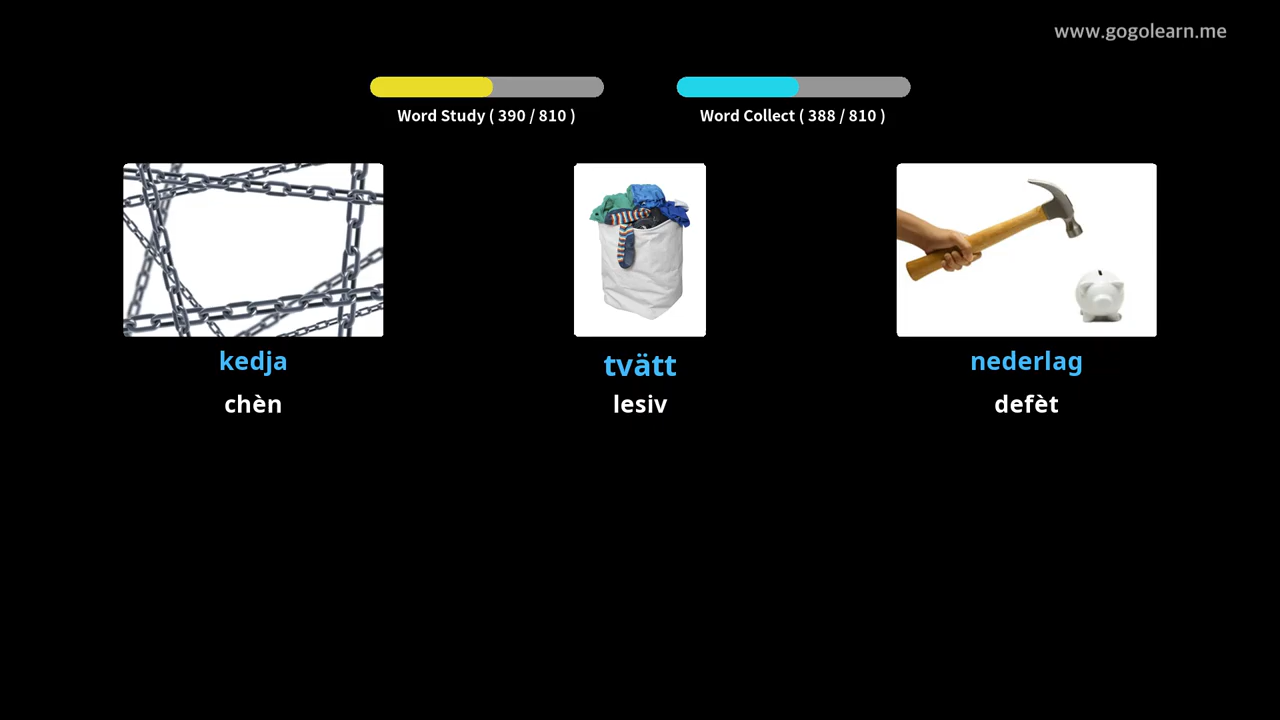 www.gogolearn.me
Word Study ( 390 / 810 )
Word Collect ( 388 / 810 )
kedja
chèn
tvätt
lesiv
nederlag
defèt